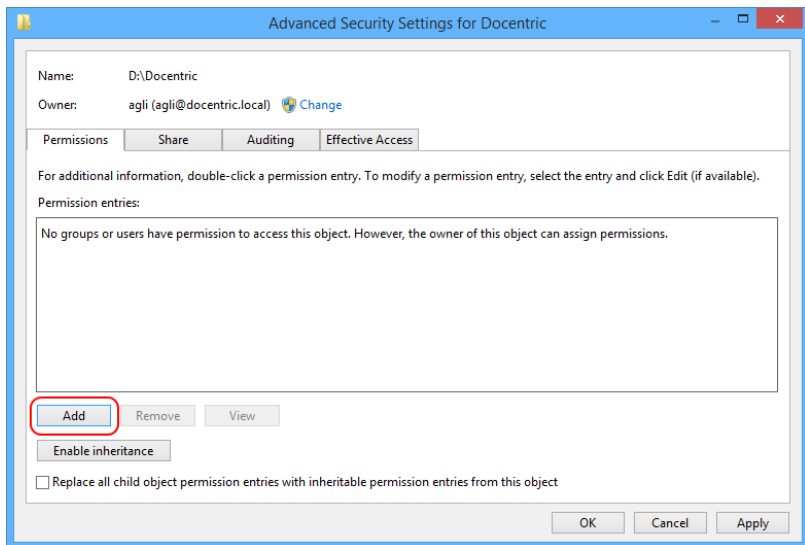 Advanced Security Settings for Docentric
Name: D:\Docentric
Owner: agli (agli@docentric.local) Change
Permissions Share Auditing Effective Access
For additional information, double-click a permission entry. To modify a permission entry, select the entry and click Edit (if available).
Permission entries:
No groups or users have permission to access this object. However, the owner of this object can assign permissions.
Add Remove View
Enable inheritance
Replace all child object permission entries with inheritable permission entries from this object
OK Cancel Apply